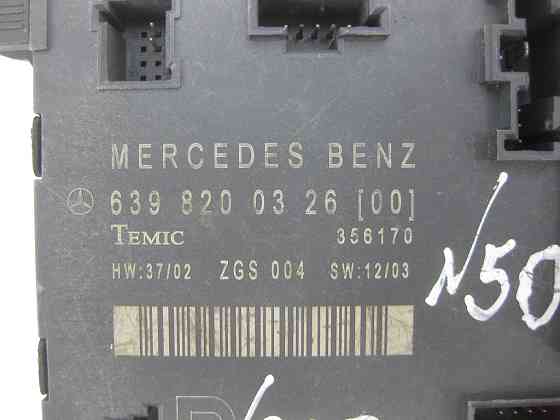 MERCEDES BENZ
639 820 03 26 [00]
TEMIC 356170
HW:37/02 ZGS 004 SW:12/03
N50